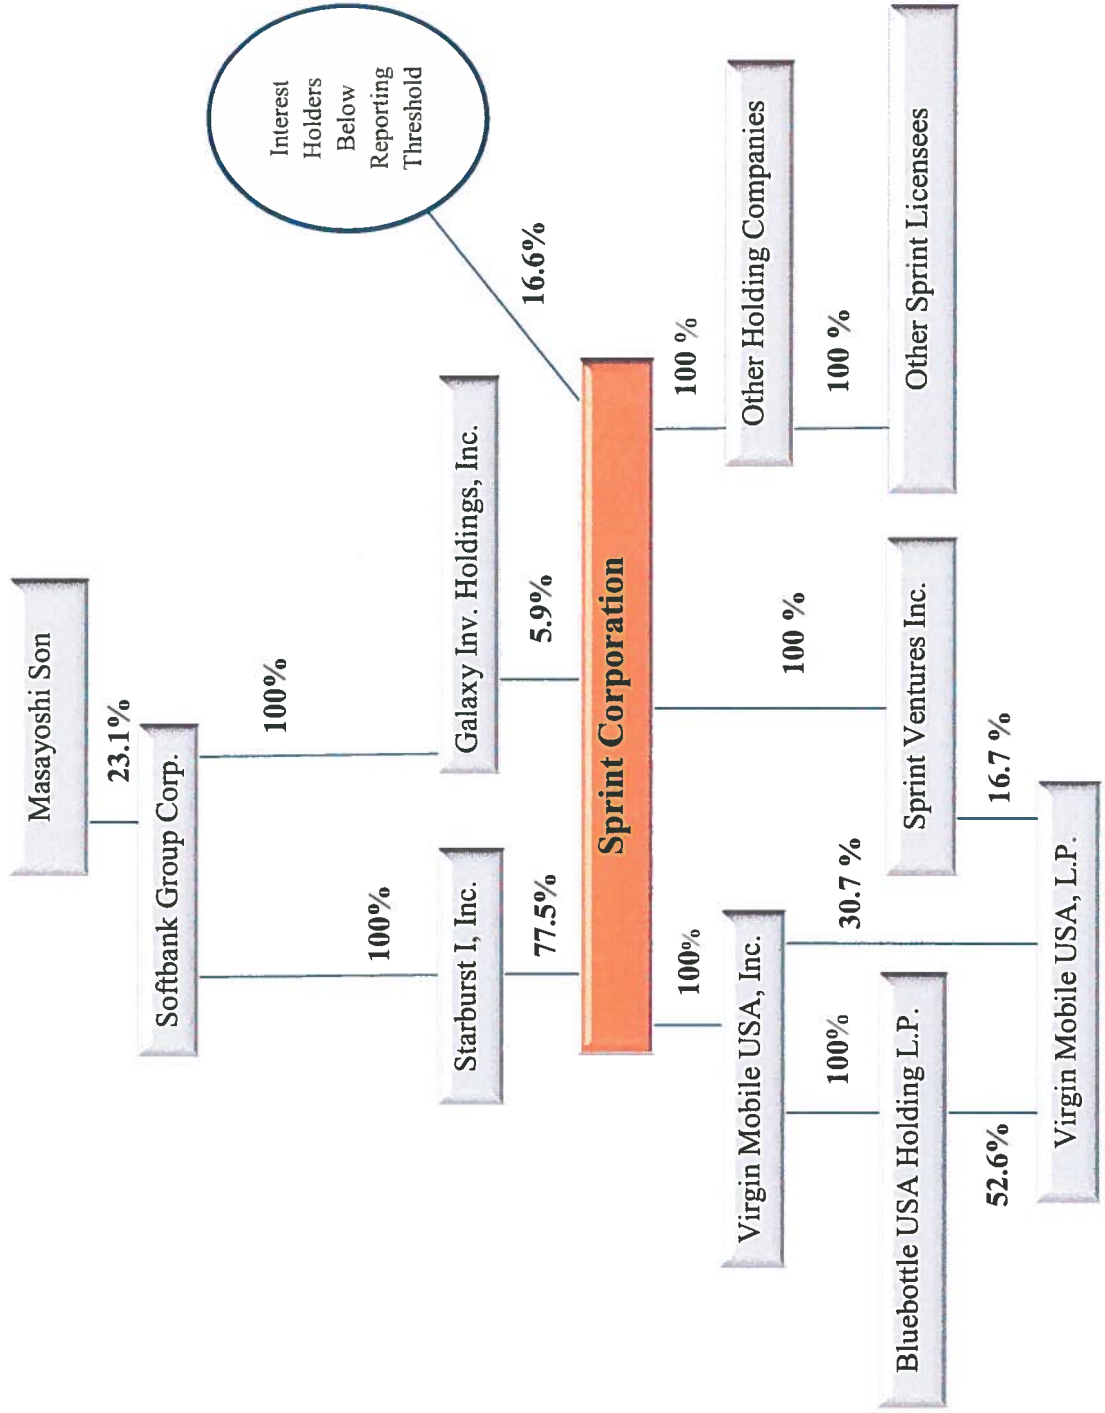 Masayoshi Son
23.1%
Softbank Group Corp.
100%
100%
Interest
Holders
Below
Reporting
Threshold
Starburst I, Inc.
Galaxy Inv. Holdings, Inc.
77.5%
5.9%
16.6%
Sprint Corporation
100%
100 %
100 %
Virgin Mobile USA, Inc.
Other Holding Companies
100%
30.7 %
100 %
Bluebottle USA Holding L.P.
Sprint Ventures Inc.
Other Sprint Licensees
52.6%
16.7 %
Virgin Mobile USA, L.P.